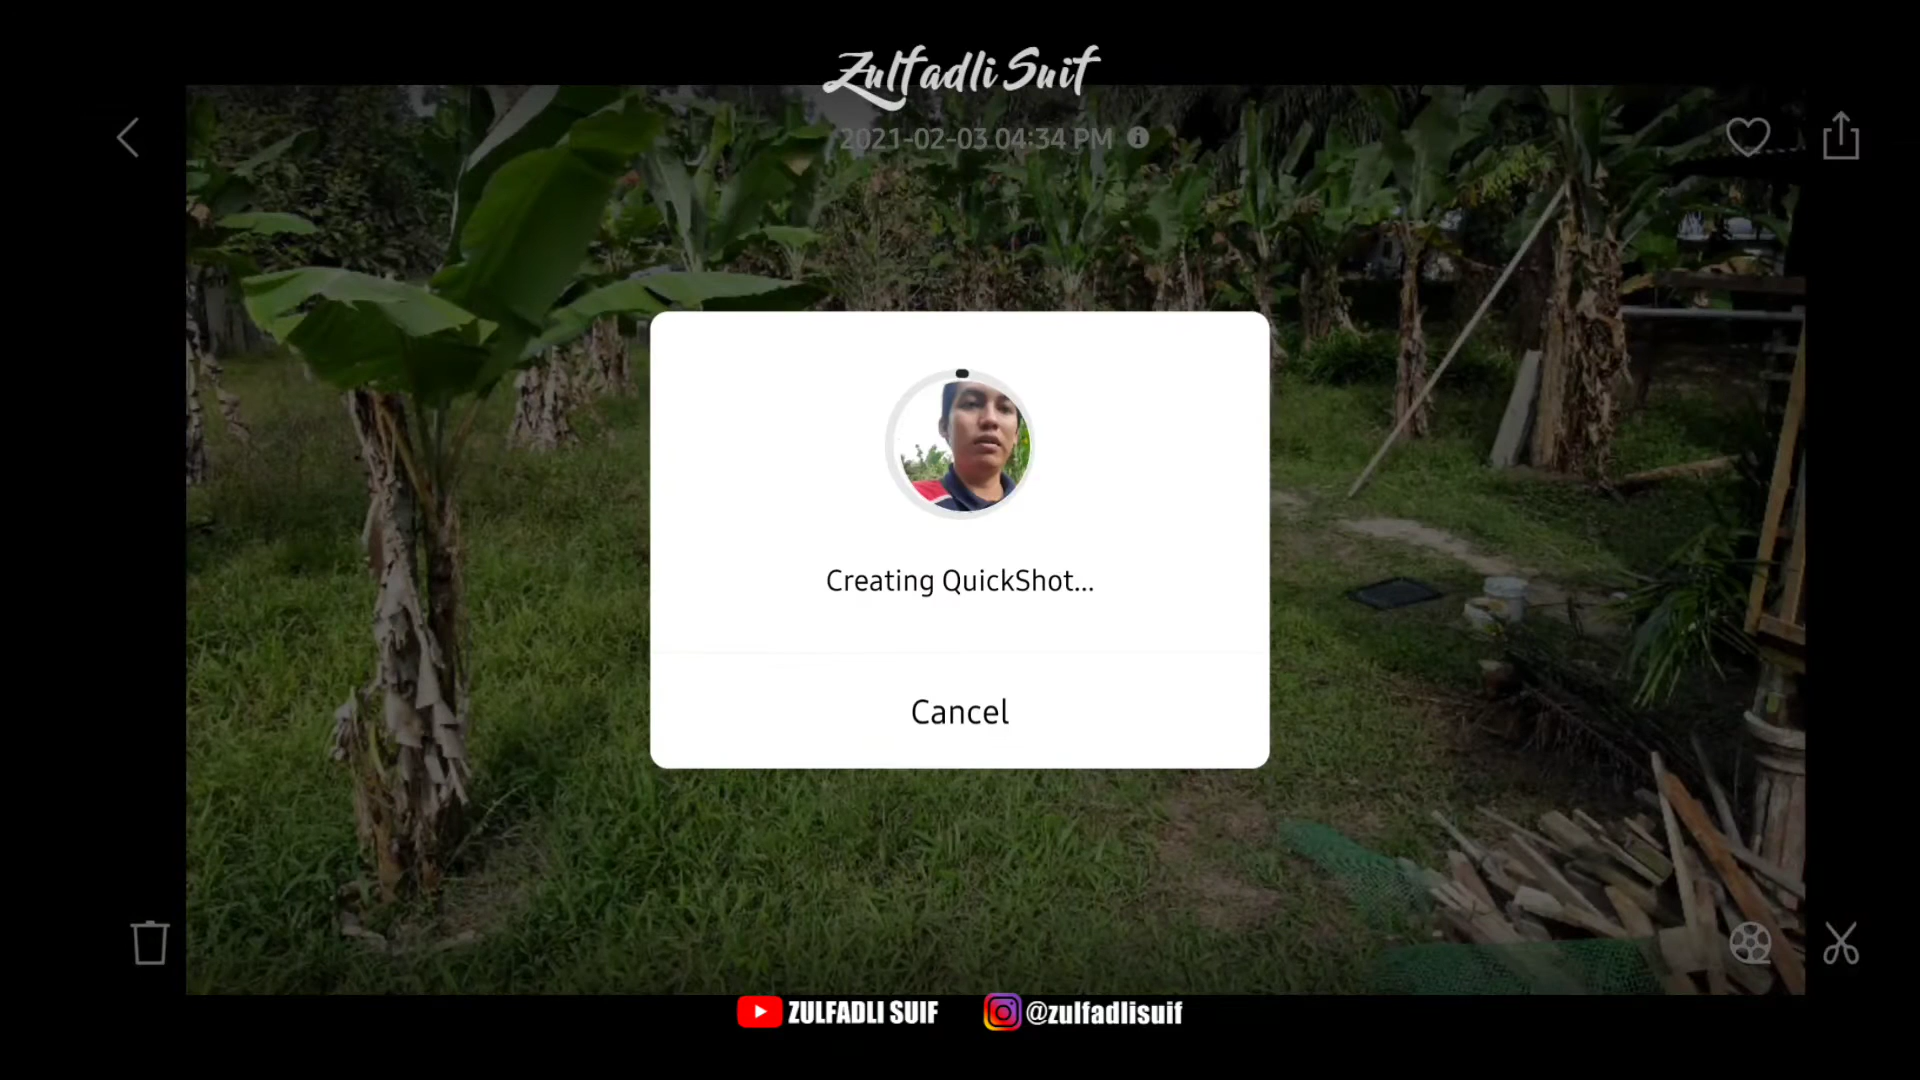 Zulfadli Suif
2021-02-03 04:34 PM
Creating QuickShot...
Cancel
ZULFADLI SUIF
@zulfadlisuif